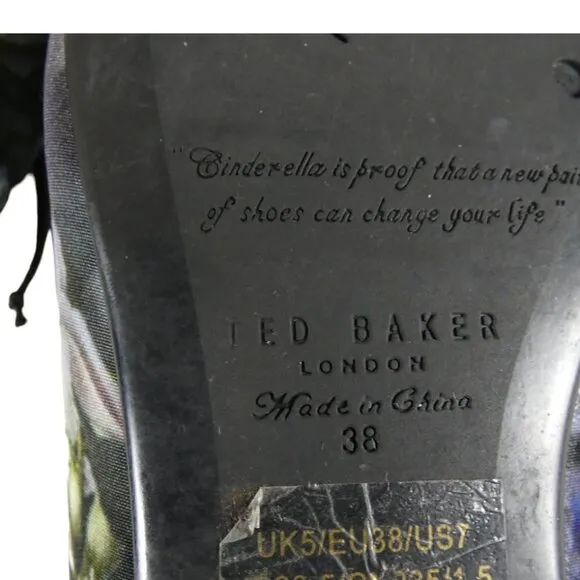 "Cinderella is proof that a new pair
of shoes can change your life"
TED BAKER
LONDON
Made in China
38
UK5/EU38/US7